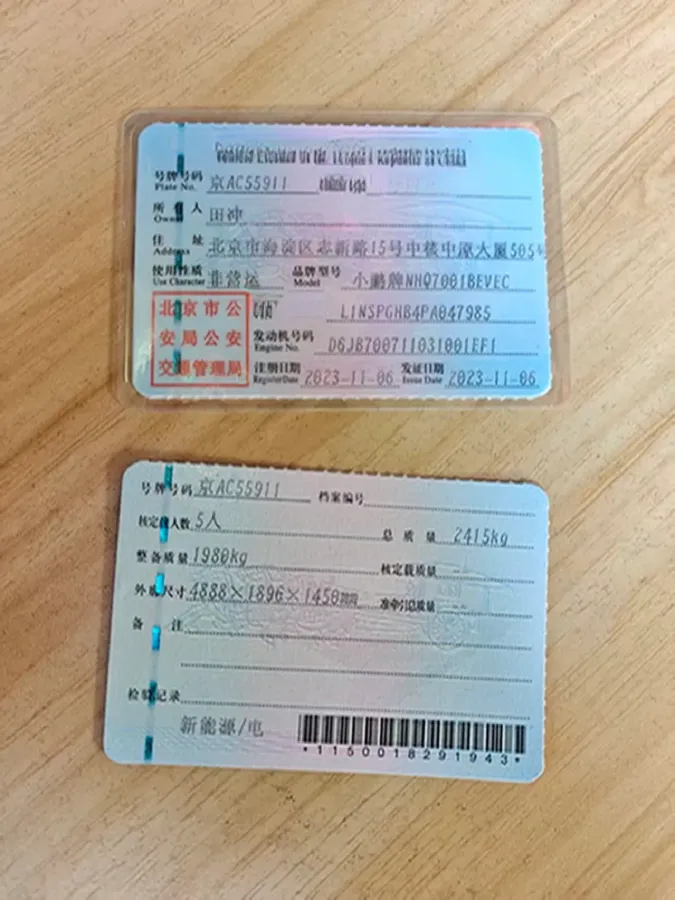 号牌号码 京AC55911
Plate No.
所有人 田冲
Owner
住 址 北京市海淀区志新路15号中核中原大厦505号
Address
使用性质 非营运 品牌型号 小鹏牌NHQ7001BEVEC
Use Character Model
北京市公
安局公安
交通管理局
L1NSPGHB4PA047985
发动机号码 D6JB700711031001EF1
Engine No.
注册日期 2023-11-06 发证日期 2023-11-06
Register Date Issue Date
号牌号码 京AC55911 档案编号
核定载人数 5人 总 质 量 2415kg
整备质量 1980kg 核定载质量 --
外廓尺寸 4888×1896×1450mm 准牵引总质量 --
备 注
检验记录
新能源/电
*1150018291943*